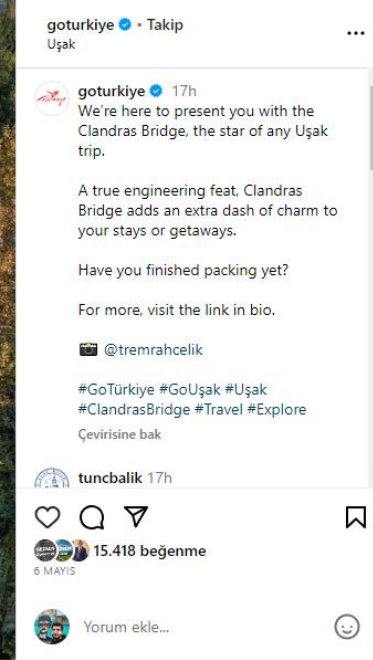 goturkiye • Takip
Uşak
goturkiye 17h
We're here to present you with the
Clandras Bridge, the star of any Uşak
trip.
A true engineering feat, Clandras
Bridge adds an extra dash of charm to
your stays or getaways.
Have you finished packing yet?
For more, visit the link in bio.
@tremrahcelik
#GoTürkiye #GoUşak #Uşak
#ClandrasBridge #Travel #Explore
Çevirisine bak
tuncbalik 17h
15.418 beğenme
6 MAYIS
Yorum ekle...